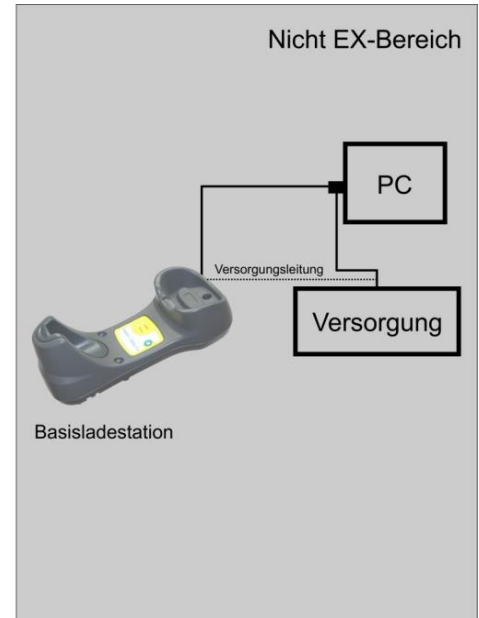 Nicht EX-Bereich
PC
Versorgungsleitung
Versorgung
Basisladestation